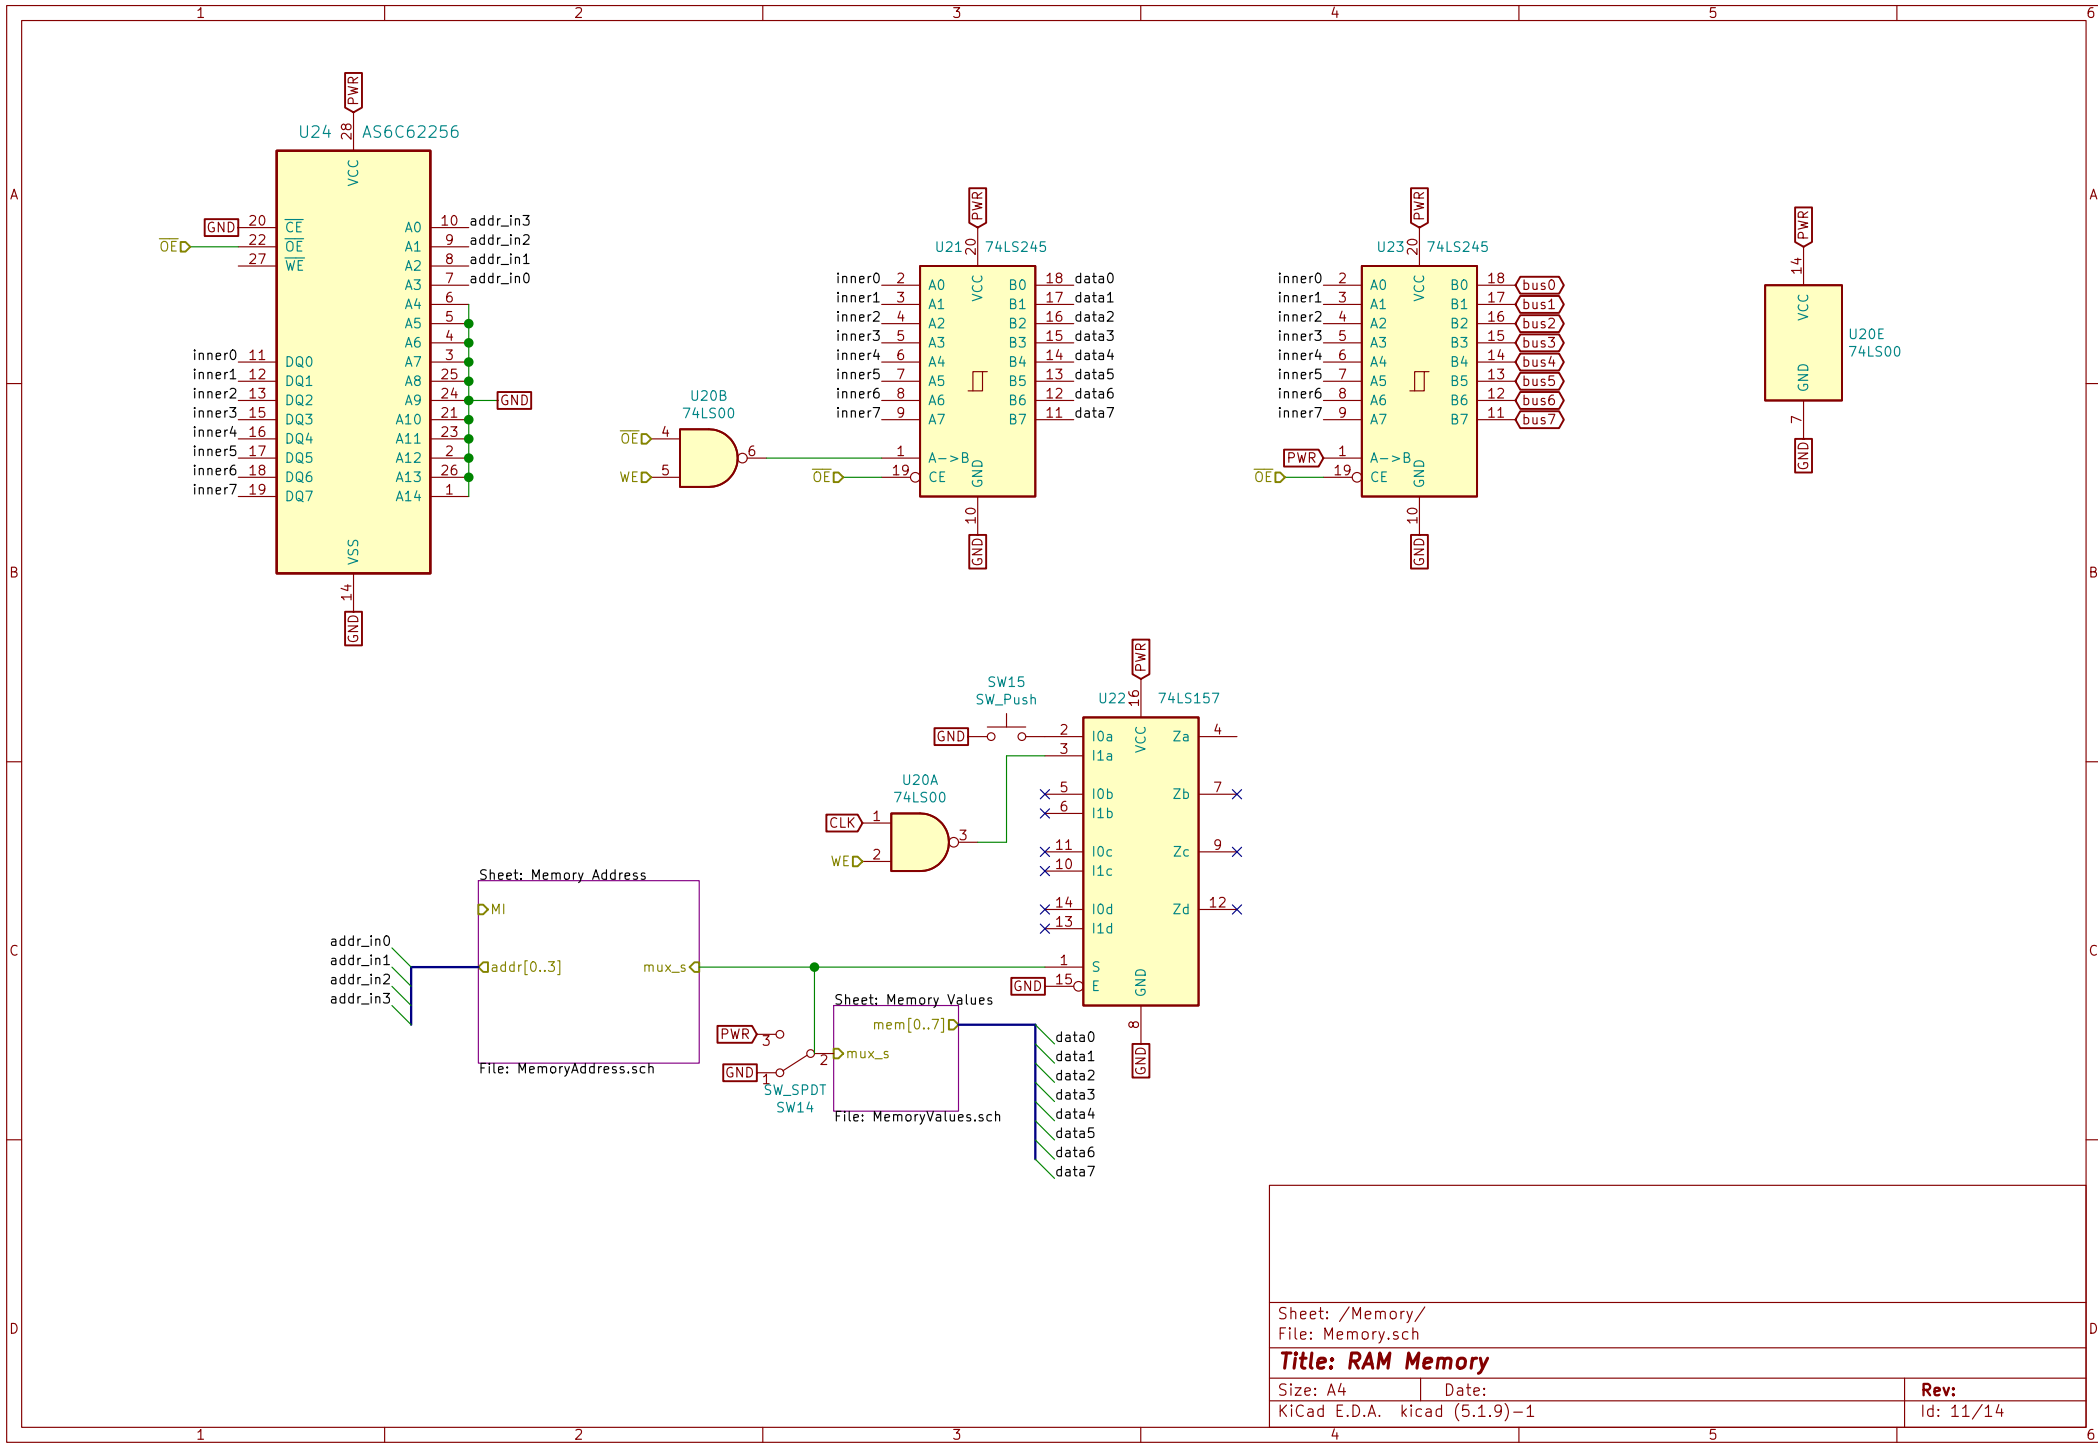 1 2 3 4 5 6
A
B
C
D
PWR
U24 28 AS6C62256
VCC
GND 20 CE A0 10 addr_in3
OE 22 OE A1 9 addr_in2
27 WE A2 8 addr_in1
A3 7 addr_in0
A4 6
A5 5
A6 4
inner0 11 DQ0 A7 3
inner1 12 DQ1 A8 25
inner2 13 DQ2 A9 24 GND
inner3 15 DQ3 A10 21
inner4 16 DQ4 A11 23
inner5 17 DQ5 A12 2
inner6 18 DQ6 A13 26
inner7 19 DQ7 A14 1
VSS
14
GND
U20B
74LS00
OE 4
WE 5
6
PWR
U21 20 74LS245
VCC
inner0 2 A0 B0 18 data0
inner1 3 A1 B1 17 data1
inner2 4 A2 B2 16 data2
inner3 5 A3 B3 15 data3
inner4 6 A4 B4 14 data4
inner5 7 A5 B5 13 data5
inner6 8 A6 B6 12 data6
inner7 9 A7 B7 11 data7
1 A->B
OE 19 CE
GND
10
GND
PWR
U23 20 74LS245
VCC
inner0 2 A0 B0 18 bus0
inner1 3 A1 B1 17 bus1
inner2 4 A2 B2 16 bus2
inner3 5 A3 B3 15 bus3
inner4 6 A4 B4 14 bus4
inner5 7 A5 B5 13 bus5
inner6 8 A6 B6 12 bus6
inner7 9 A7 B7 11 bus7
PWR 1 A->B
OE 19 CE
GND
10
GND
PWR
14
VCC
U20E
74LS00
GND
7
GND
PWR
SW15
SW_Push
U22 16 74LS157
VCC
GND 2 I0a Za 4
3 I1a
U20A
74LS00
CLK 1
WE 2
3
5 I0b Zb 7
6 I1b
11 I0c Zc 9
10 I1c
14 I0d Zd 12
13 I1d
1 S
GND 15 E
GND
8
GND
Sheet: Memory Address
MI
addr[0..3] mux_s
File: MemoryAddress.sch
addr_in0
addr_in1
addr_in2
addr_in3
Sheet: Memory Values
mem[0..7]
mux_s
File: MemoryValues.sch
PWR 3
2
GND 1
SW_SPDT
SW14
data0
data1
data2
data3
data4
data5
data6
data7
Sheet: /Memory/
File: Memory.sch
Title: RAM Memory
Size: A4 Date: Rev:
KiCad E.D.A. kicad (5.1.9)-1 Id: 11/14
A
B
C
D
1 2 3 4 5 6